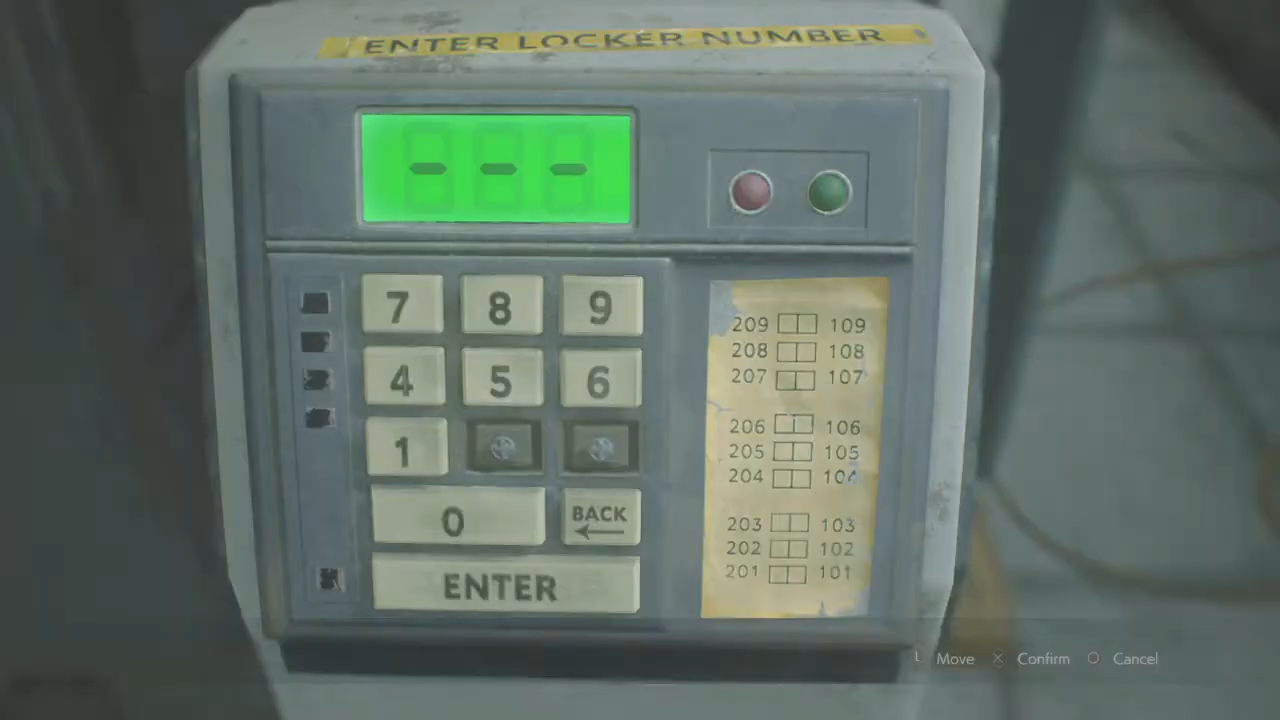 ENTER LOCKER NUMBER
- - -
7 8 9
4 5 6
1
0 BACK
ENTER
209 109
208 108
207 107
206 106
205 105
204 104
203 103
202 102
201 101
Move Confirm Cancel